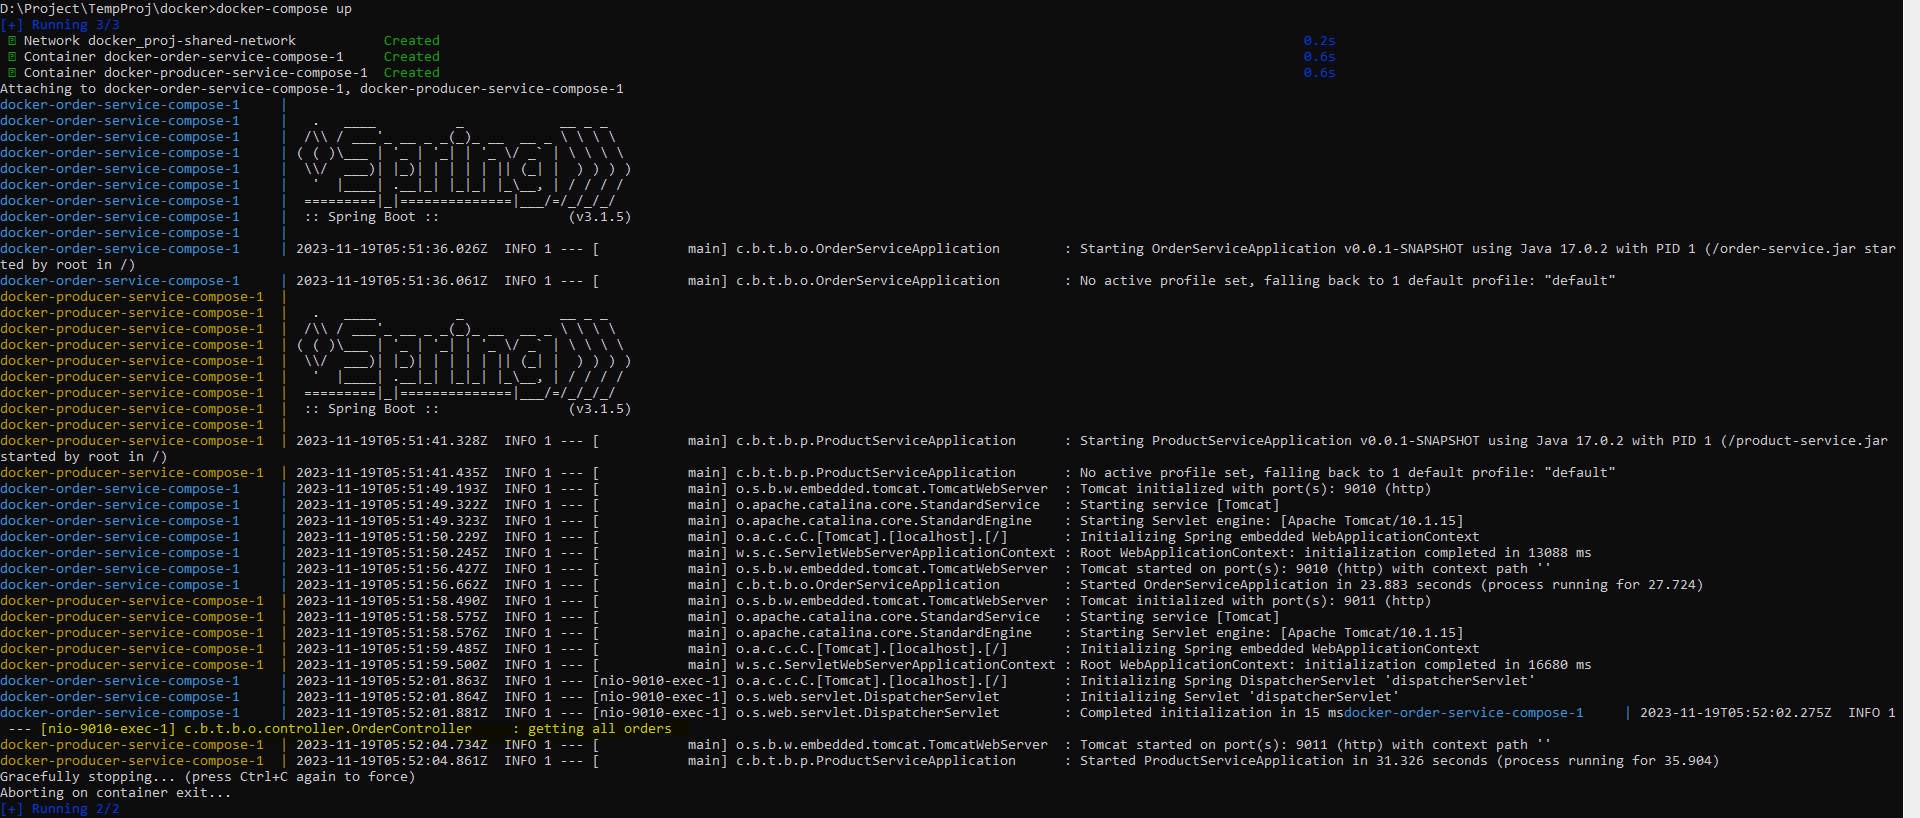 D:\Project\TempProj\docker>docker-compose up
[+] Running 3/3
 Network docker_proj-shared-network           Created                                                                                                            0.2s
 Container docker-order-service-compose-1     Created                                                                                                            0.6s
 Container docker-producer-service-compose-1  Created                                                                                                            0.6s
Attaching to docker-order-service-compose-1, docker-producer-service-compose-1
docker-order-service-compose-1     |
docker-order-service-compose-1     |   .   ____          _            __ _ _
docker-order-service-compose-1     |  /\\ / ___'_ __ _ _(_)_ __  __ _ \ \ \ \
docker-order-service-compose-1     | ( ( )\___ | '_ | '_| | '_ \/ _` | \ \ \ \
docker-order-service-compose-1     |  \\/  ___)| |_)| | | | | || (_| |  ) ) ) )
docker-order-service-compose-1     |   '  |____| .__|_| |_|_| |_\__, | / / / /
docker-order-service-compose-1     |  =========|_|==============|___/=/_/_/_/
docker-order-service-compose-1     |  :: Spring Boot ::                (v3.1.5)
docker-order-service-compose-1     |
docker-order-service-compose-1     | 2023-11-19T05:51:36.026Z  INFO 1 --- [           main] c.b.t.b.o.OrderServiceApplication        : Starting OrderServiceApplication v0.0.1-SNAPSHOT using Java 17.0.2 with PID 1 (/order-service.jar star
ted by root in /)
docker-order-service-compose-1     | 2023-11-19T05:51:36.061Z  INFO 1 --- [           main] c.b.t.b.o.OrderServiceApplication        : No active profile set, falling back to 1 default profile: "default"
docker-producer-service-compose-1  |
docker-producer-service-compose-1  |   .   ____          _            __ _ _
docker-producer-service-compose-1  |  /\\ / ___'_ __ _ _(_)_ __  __ _ \ \ \ \
docker-producer-service-compose-1  | ( ( )\___ | '_ | '_| | '_ \/ _` | \ \ \ \
docker-producer-service-compose-1  |  \\/  ___)| |_)| | | | | || (_| |  ) ) ) )
docker-producer-service-compose-1  |   '  |____| .__|_| |_|_| |_\__, | / / / /
docker-producer-service-compose-1  |  =========|_|==============|___/=/_/_/_/
docker-producer-service-compose-1  |  :: Spring Boot ::                (v3.1.5)
docker-producer-service-compose-1  |
docker-producer-service-compose-1  | 2023-11-19T05:51:41.328Z  INFO 1 --- [           main] c.b.t.b.p.ProductServiceApplication      : Starting ProductServiceApplication v0.0.1-SNAPSHOT using Java 17.0.2 with PID 1 (/product-service.jar
started by root in /)
docker-producer-service-compose-1  | 2023-11-19T05:51:41.435Z  INFO 1 --- [           main] c.b.t.b.p.ProductServiceApplication      : No active profile set, falling back to 1 default profile: "default"
docker-order-service-compose-1     | 2023-11-19T05:51:49.193Z  INFO 1 --- [           main] o.s.b.w.embedded.tomcat.TomcatWebServer  : Tomcat initialized with port(s): 9010 (http)
docker-order-service-compose-1     | 2023-11-19T05:51:49.322Z  INFO 1 --- [           main] o.apache.catalina.core.StandardService   : Starting service [Tomcat]
docker-order-service-compose-1     | 2023-11-19T05:51:49.323Z  INFO 1 --- [           main] o.apache.catalina.core.StandardEngine    : Starting Servlet engine: [Apache Tomcat/10.1.15]
docker-order-service-compose-1     | 2023-11-19T05:51:50.229Z  INFO 1 --- [           main] o.a.c.c.C.[Tomcat].[localhost].[/]       : Initializing Spring embedded WebApplicationContext
docker-order-service-compose-1     | 2023-11-19T05:51:50.245Z  INFO 1 --- [           main] w.s.c.ServletWebServerApplicationContext : Root WebApplicationContext: initialization completed in 13088 ms
docker-order-service-compose-1     | 2023-11-19T05:51:56.427Z  INFO 1 --- [           main] o.s.b.w.embedded.tomcat.TomcatWebServer  : Tomcat started on port(s): 9010 (http) with context path ''
docker-order-service-compose-1     | 2023-11-19T05:51:56.662Z  INFO 1 --- [           main] c.b.t.b.o.OrderServiceApplication        : Started OrderServiceApplication in 23.883 seconds (process running for 27.724)
docker-producer-service-compose-1  | 2023-11-19T05:51:58.490Z  INFO 1 --- [           main] o.s.b.w.embedded.tomcat.TomcatWebServer  : Tomcat initialized with port(s): 9011 (http)
docker-producer-service-compose-1  | 2023-11-19T05:51:58.575Z  INFO 1 --- [           main] o.apache.catalina.core.StandardService   : Starting service [Tomcat]
docker-producer-service-compose-1  | 2023-11-19T05:51:58.576Z  INFO 1 --- [           main] o.apache.catalina.core.StandardEngine    : Starting Servlet engine: [Apache Tomcat/10.1.15]
docker-producer-service-compose-1  | 2023-11-19T05:51:59.485Z  INFO 1 --- [           main] o.a.c.c.C.[Tomcat].[localhost].[/]       : Initializing Spring embedded WebApplicationContext
docker-producer-service-compose-1  | 2023-11-19T05:51:59.500Z  INFO 1 --- [           main] w.s.c.ServletWebServerApplicationContext : Root WebApplicationContext: initialization completed in 16680 ms
docker-order-service-compose-1     | 2023-11-19T05:52:01.863Z  INFO 1 --- [nio-9010-exec-1] o.a.c.c.C.[Tomcat].[localhost].[/]       : Initializing Spring DispatcherServlet 'dispatcherServlet'
docker-order-service-compose-1     | 2023-11-19T05:52:01.864Z  INFO 1 --- [nio-9010-exec-1] o.s.web.servlet.DispatcherServlet        : Initializing Servlet 'dispatcherServlet'
docker-order-service-compose-1     | 2023-11-19T05:52:01.881Z  INFO 1 --- [nio-9010-exec-1] o.s.web.servlet.DispatcherServlet        : Completed initialization in 15 msdocker-order-service-compose-1     | 2023-11-19T05:52:02.275Z  INFO 1
 --- [nio-9010-exec-1] c.b.t.b.o.controller.OrderController     : getting all orders
docker-producer-service-compose-1  | 2023-11-19T05:52:04.734Z  INFO 1 --- [           main] o.s.b.w.embedded.tomcat.TomcatWebServer  : Tomcat started on port(s): 9011 (http) with context path ''
docker-producer-service-compose-1  | 2023-11-19T05:52:04.861Z  INFO 1 --- [           main] c.b.t.b.p.ProductServiceApplication      : Started ProductServiceApplication in 31.326 seconds (process running for 35.904)
Gracefully stopping... (press Ctrl+C again to force)
Aborting on container exit...
[+] Running 2/2